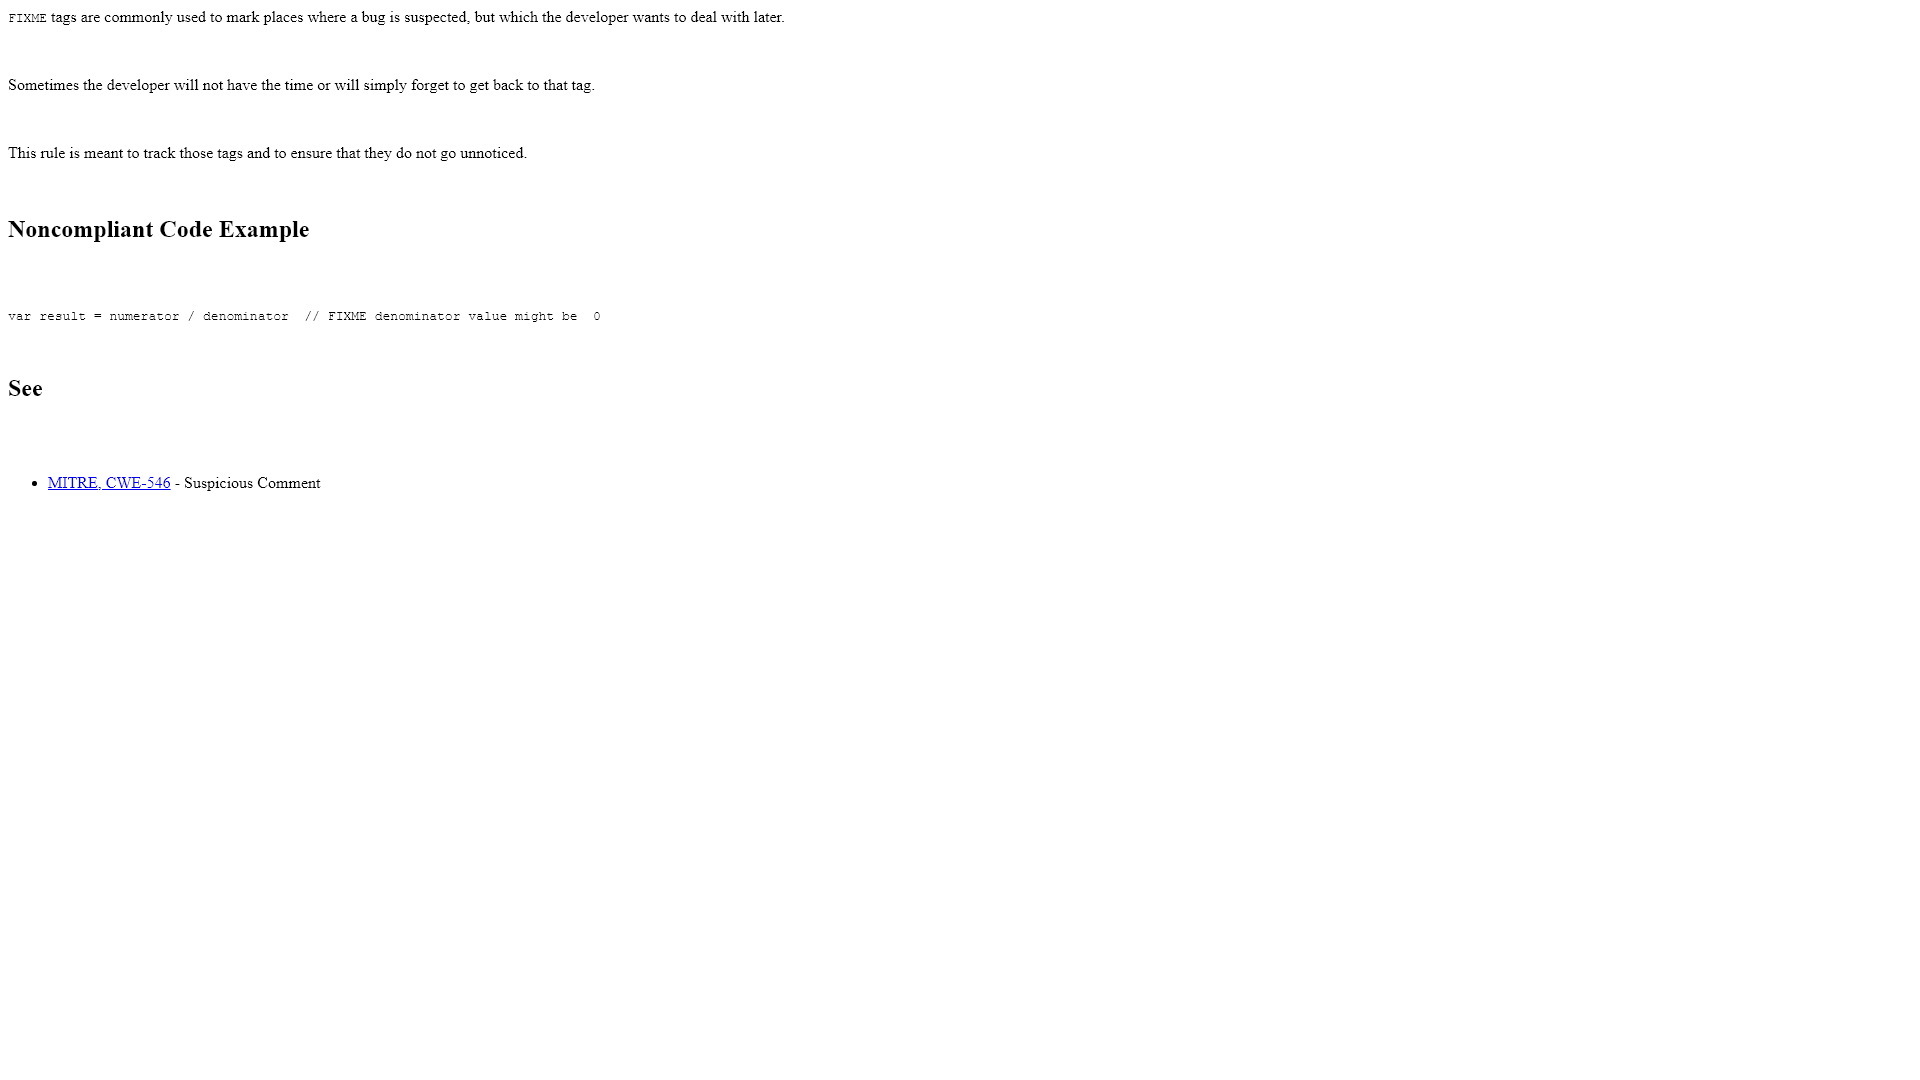 FIXME tags are commonly used to mark places where a bug is suspected, but which the developer wants to deal with later.
Sometimes the developer will not have the time or will simply forget to get back to that tag.
This rule is meant to track those tags and to ensure that they do not go unnoticed.
Noncompliant Code Example
var result = numerator / denominator  // FIXME denominator value might be  0
See
• MITRE, CWE-546 - Suspicious Comment